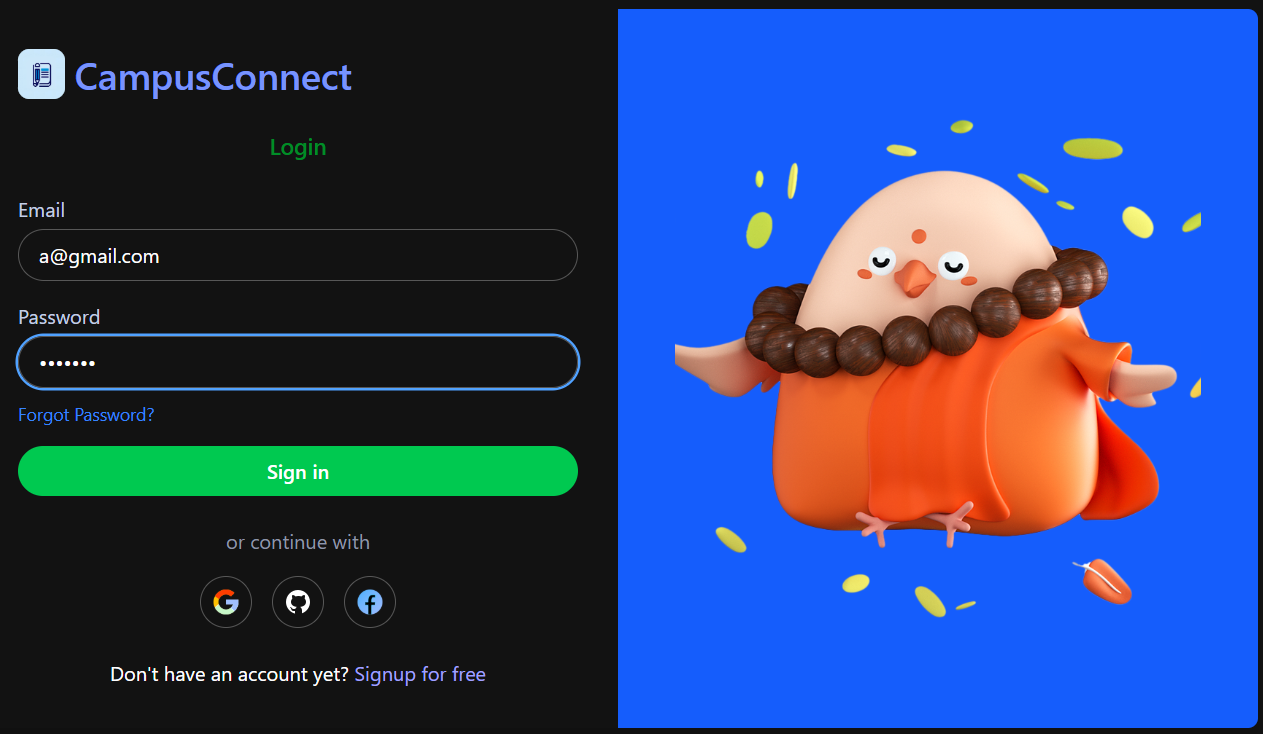 CampusConnect
Login
Email
a@gmail.com
Password
•••••••
Forgot Password?
Sign in
or continue with
Don't have an account yet? Signup for free